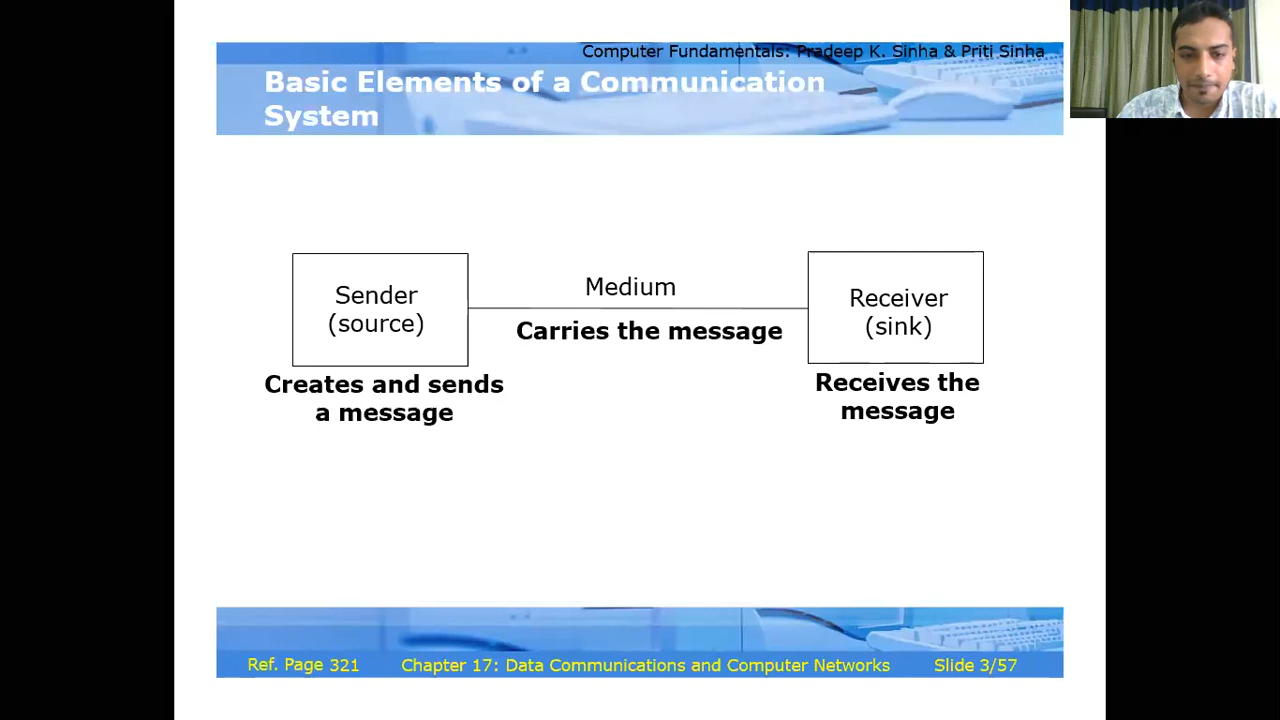 Computer Fundamentals: Pradeep K. Sinha & Priti Sinha
Basic Elements of a Communication
System
Sender
(source)
Creates and sends
a message
Medium
Carries the message
Receiver
(sink)
Receives the
message
Ref. Page 321
Chapter 17: Data Communications and Computer Networks
Slide 3/57